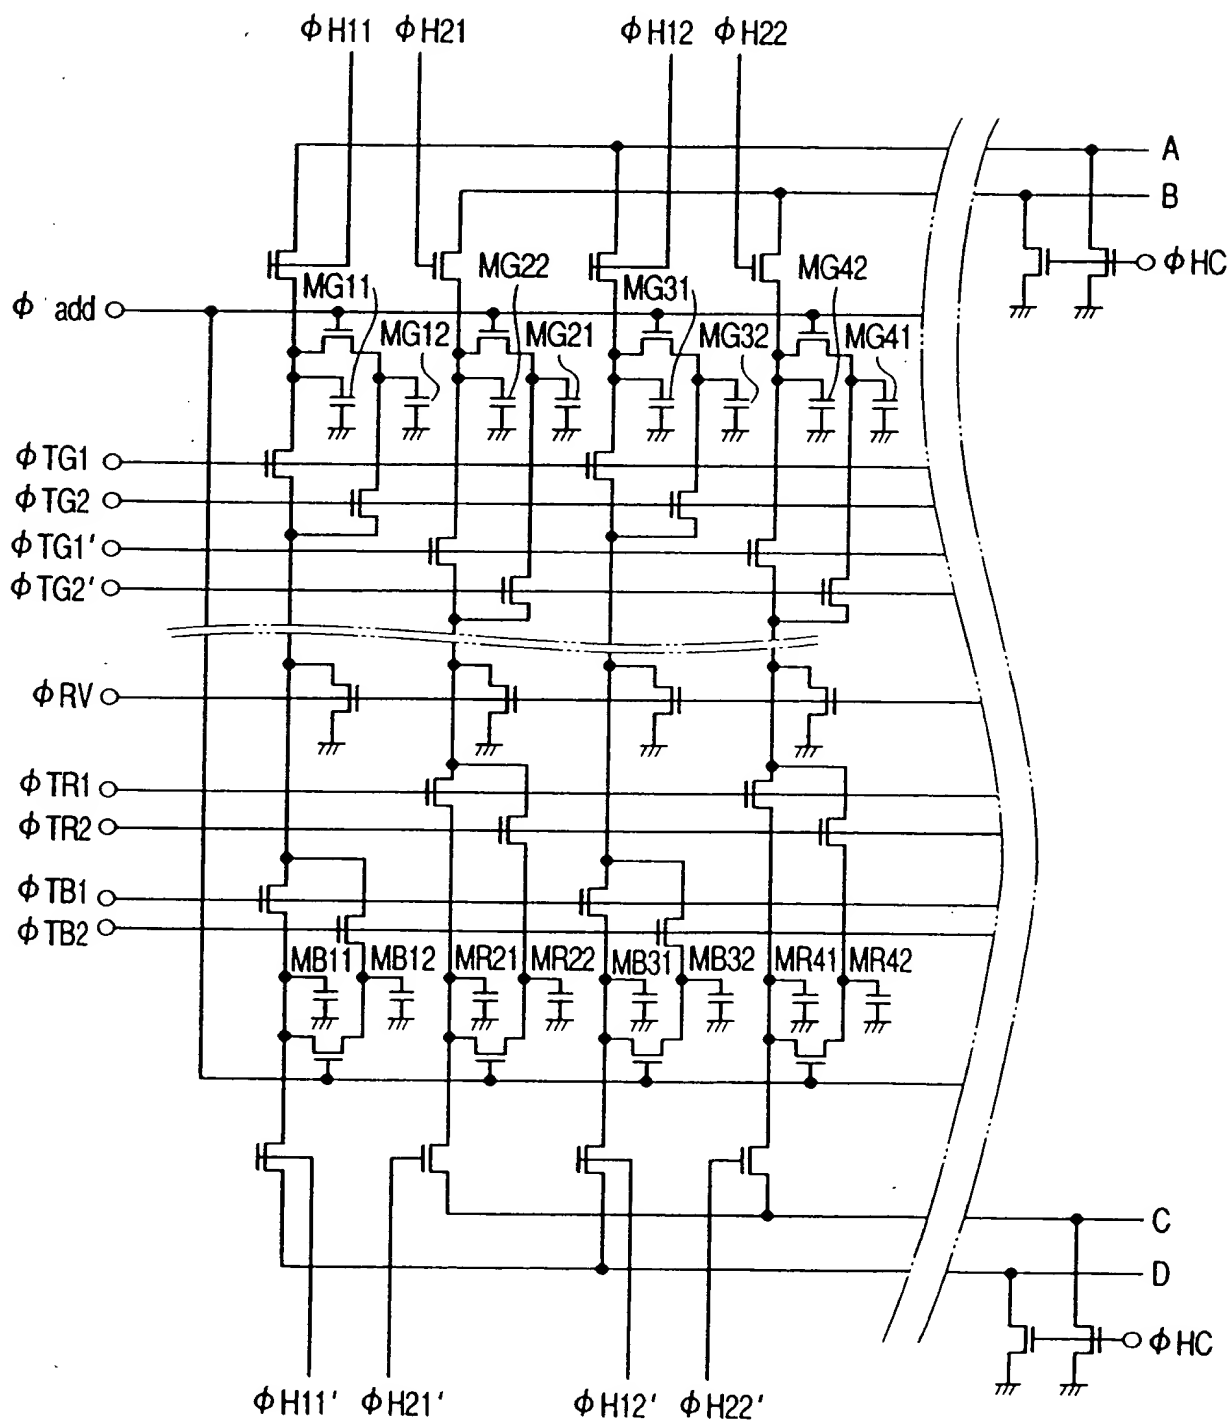 φH11 φH21 φH12 φH22
A
B
MG22 MG42 φHC
MG11 MG31
φ add
MG12 MG21 MG32 MG41
φTG1
φTG2
φTG1'
φTG2'
φRV
φTR1
φTR2
φTB1
φTB2
MB11 MB12 MR21 MR22 MB31 MB32 MR41 MR42
C
D
φHC
φH11' φH21' φH12' φH22'